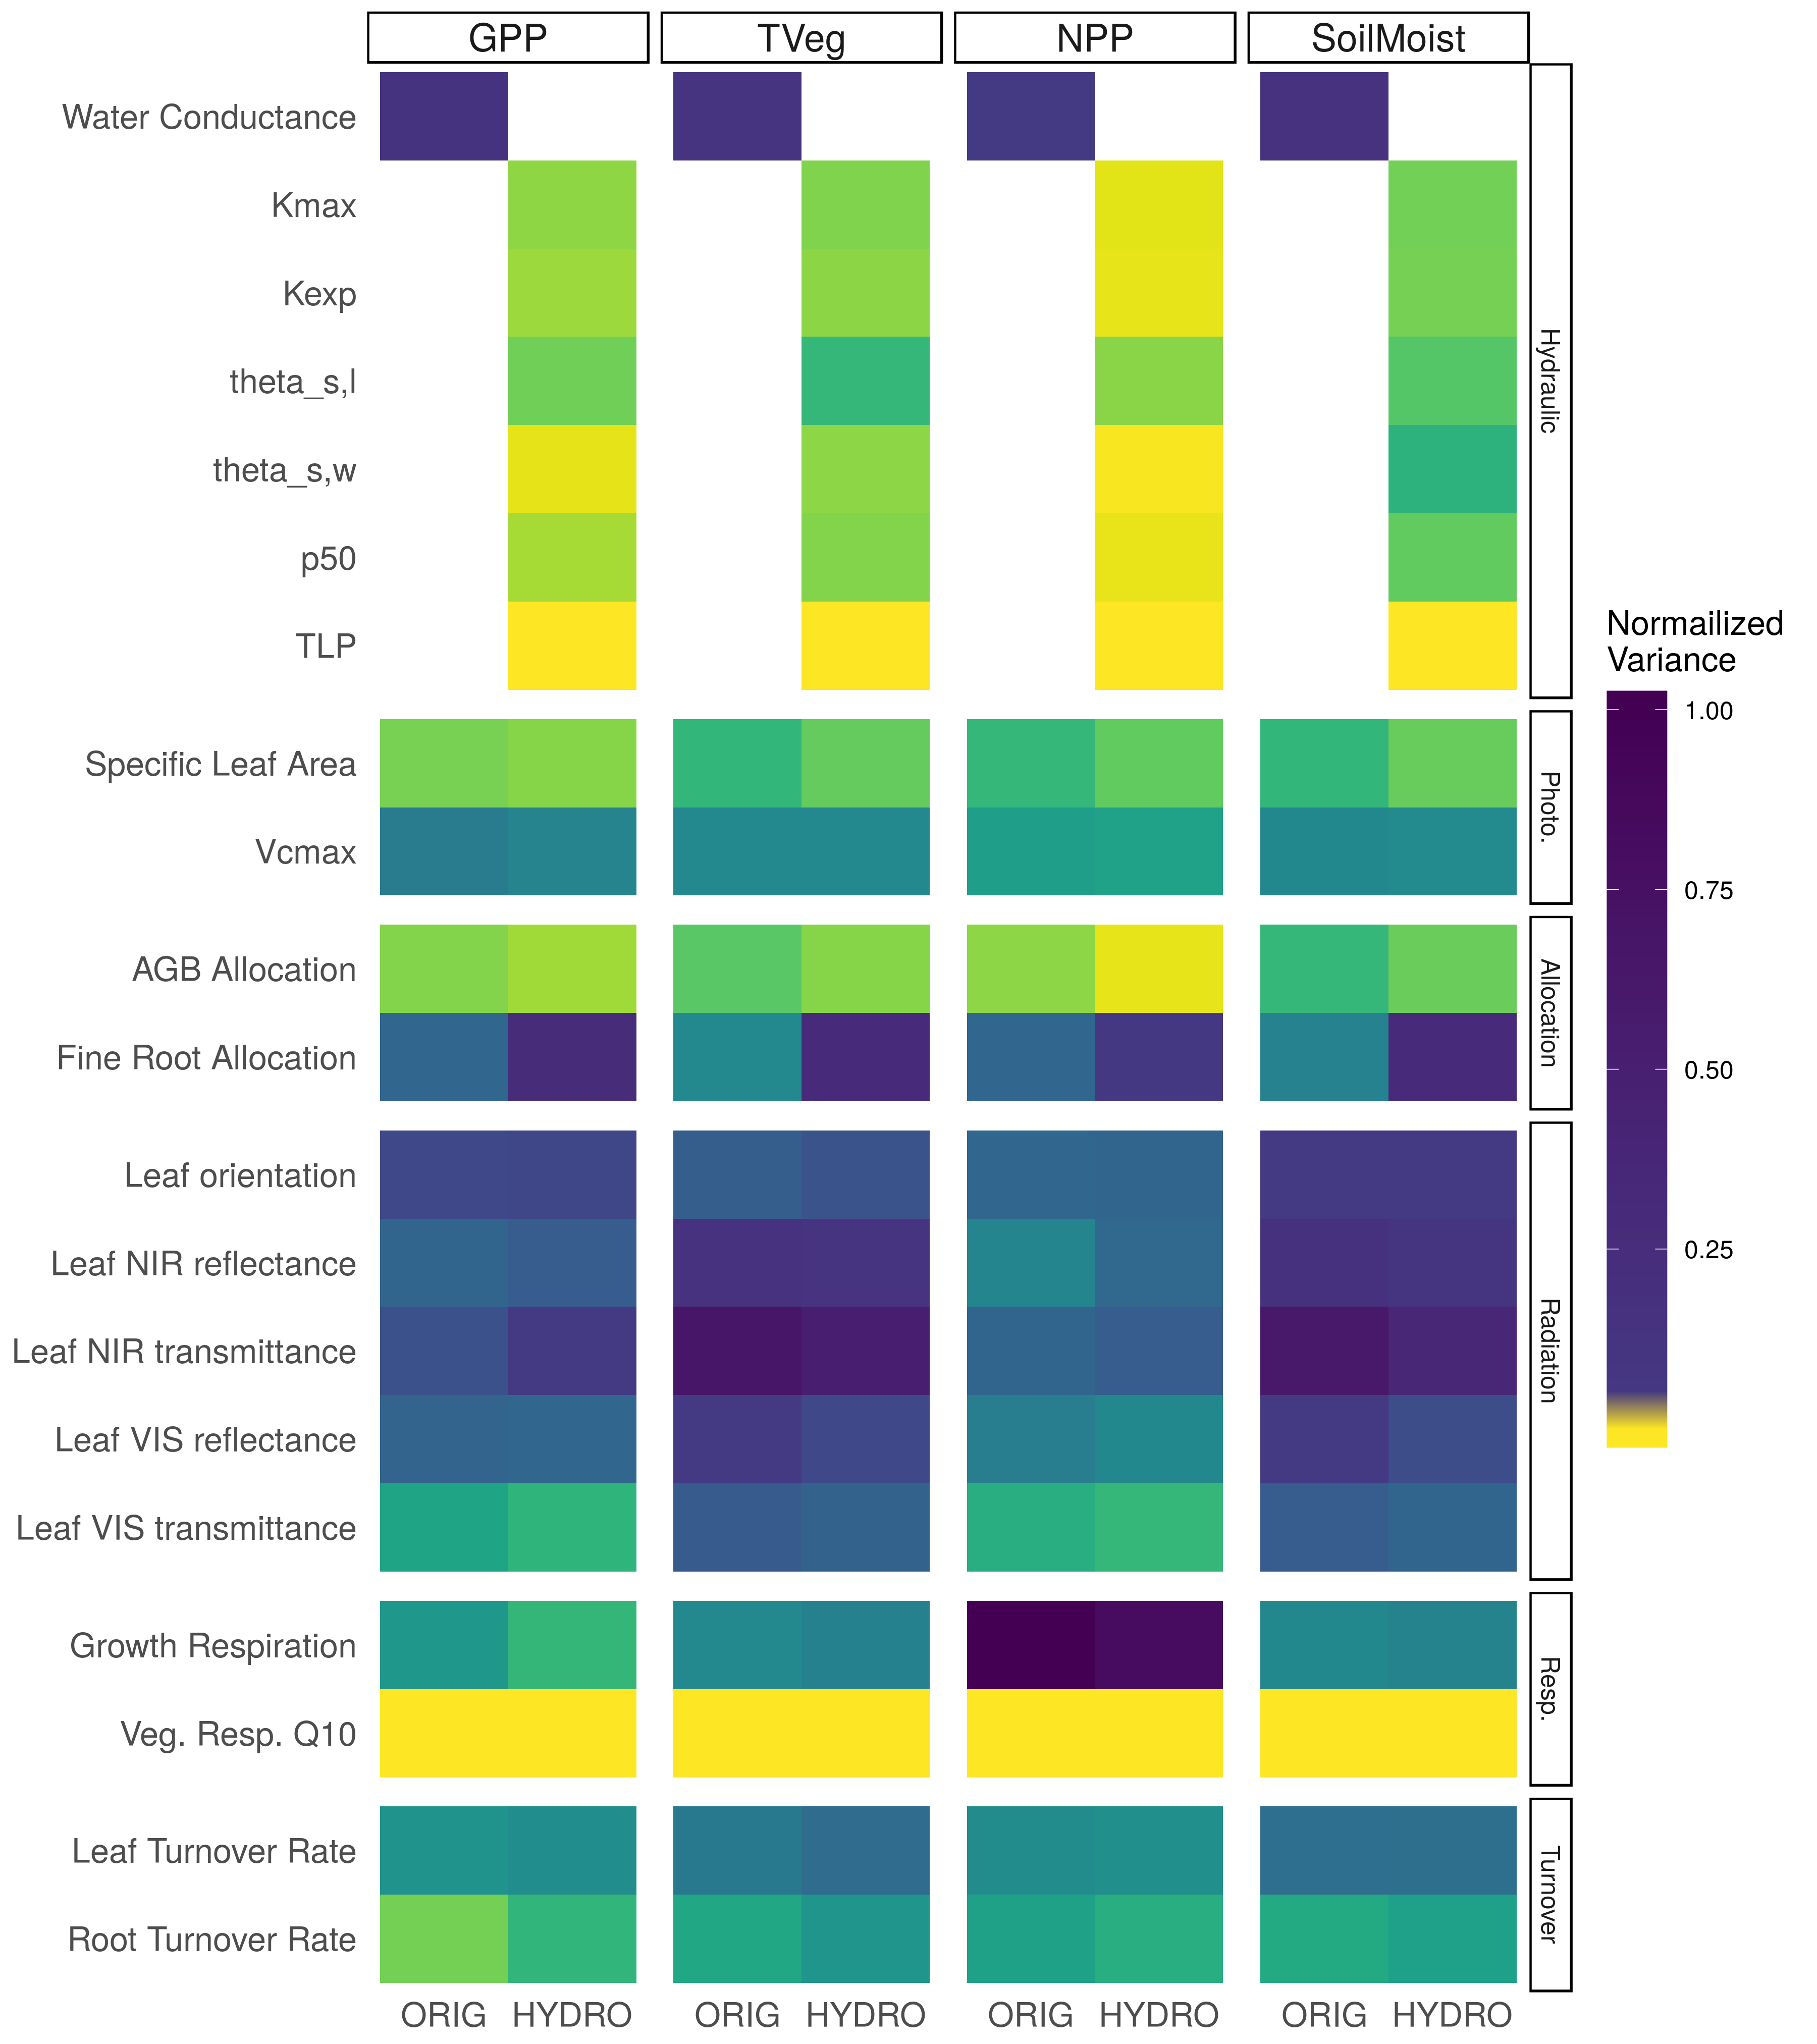 GPP TVeg NPP SoilMoist
Water Conductance
Kmax
Kexp
theta_s,l
theta_s,w
p50
TLP
Hydraulic
Specific Leaf Area
Vcmax
Photo.
AGB Allocation
Fine Root Allocation
Allocation
Leaf orientation
Leaf NIR reflectance
Leaf NIR transmittance
Leaf VIS reflectance
Leaf VIS transmittance
Radiation
Growth Respiration
Veg. Resp. Q10
Resp.
Leaf Turnover Rate
Root Turnover Rate
Turnover
ORIG HYDRO ORIG HYDRO ORIG HYDRO ORIG HYDRO
Normailized
Variance
1.00
0.75
0.50
0.25